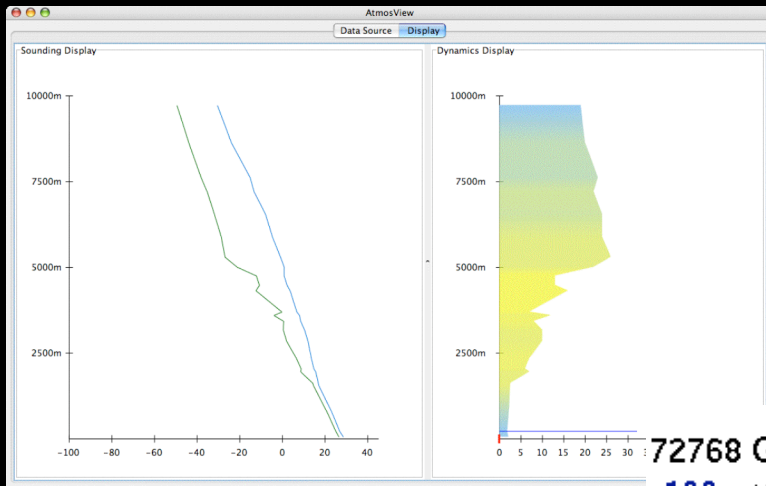 AtmosView
Data Source Display
Sounding Display
Dynamics Display
10000m
7500m
5000m
2500m
-100 -80 -60 -40 -20 0 20 40
10000m
7500m
5000m
2500m
0 5 10 15 20 25 30
72768